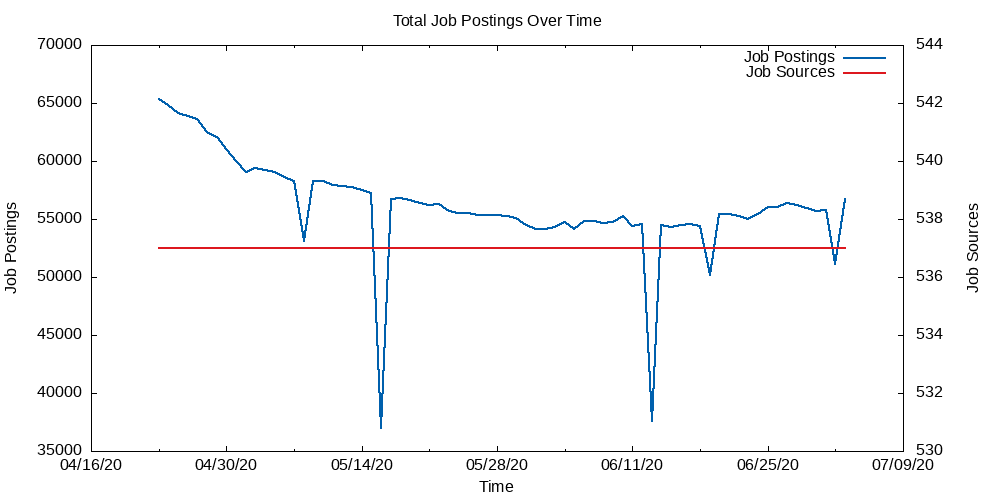 Total Job Postings Over Time
70000
65000
60000
55000
50000
45000
40000
35000
544
542
540
538
536
534
532
530
Job Postings
Job Sources
Job Postings
Job Sources
04/16/20 04/30/20 05/14/20 05/28/20 06/11/20 06/25/20 07/09/20
Time